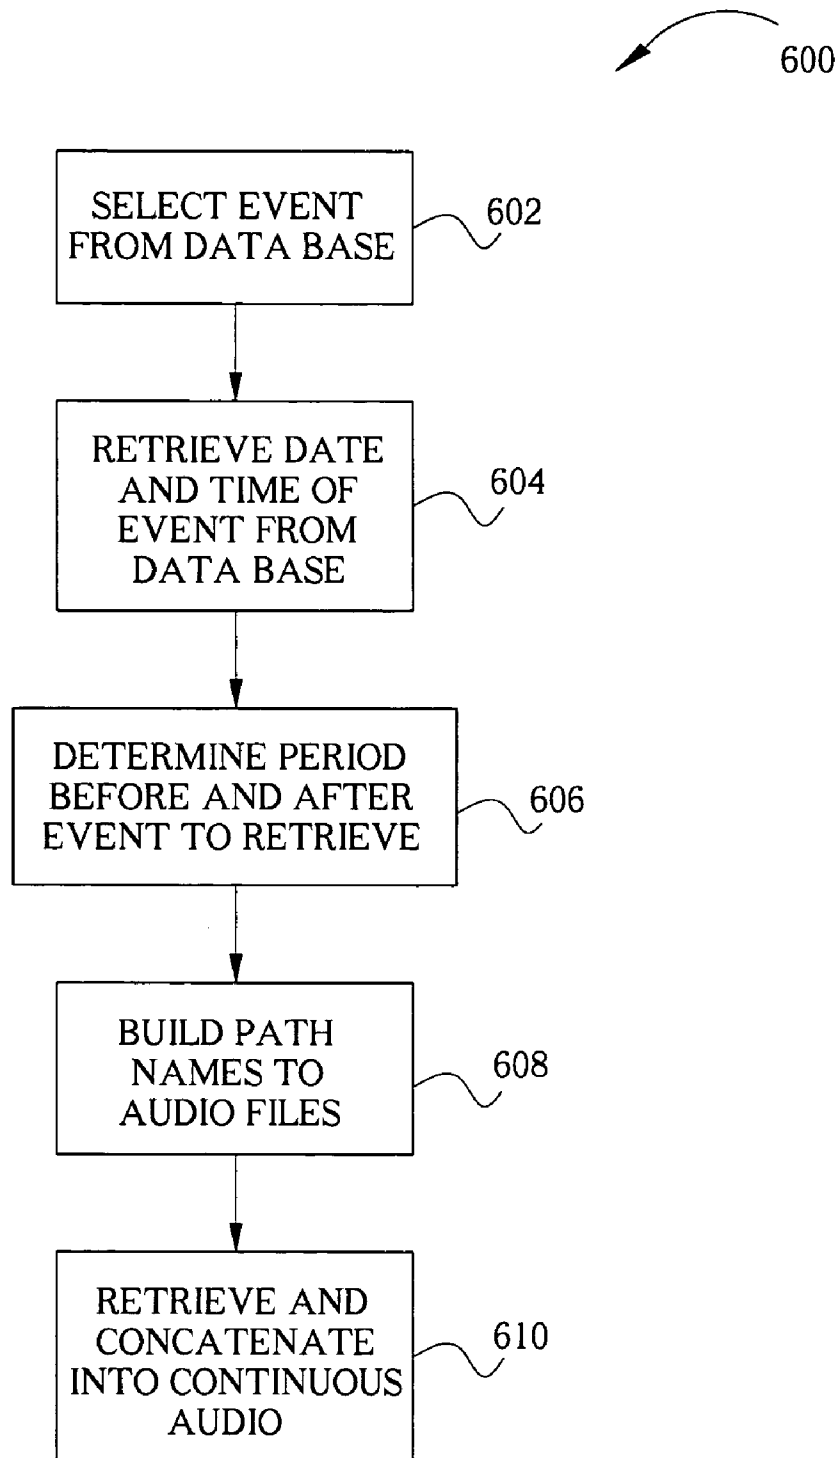 600
SELECT EVENT
FROM DATA BASE
602
RETRIEVE DATE
AND TIME OF
EVENT FROM
DATA BASE
604
DETERMINE PERIOD
BEFORE AND AFTER
EVENT TO RETRIEVE
606
BUILD PATH
NAMES TO
AUDIO FILES
608
RETRIEVE AND
CONCATENATE
INTO CONTINUOUS
AUDIO
610